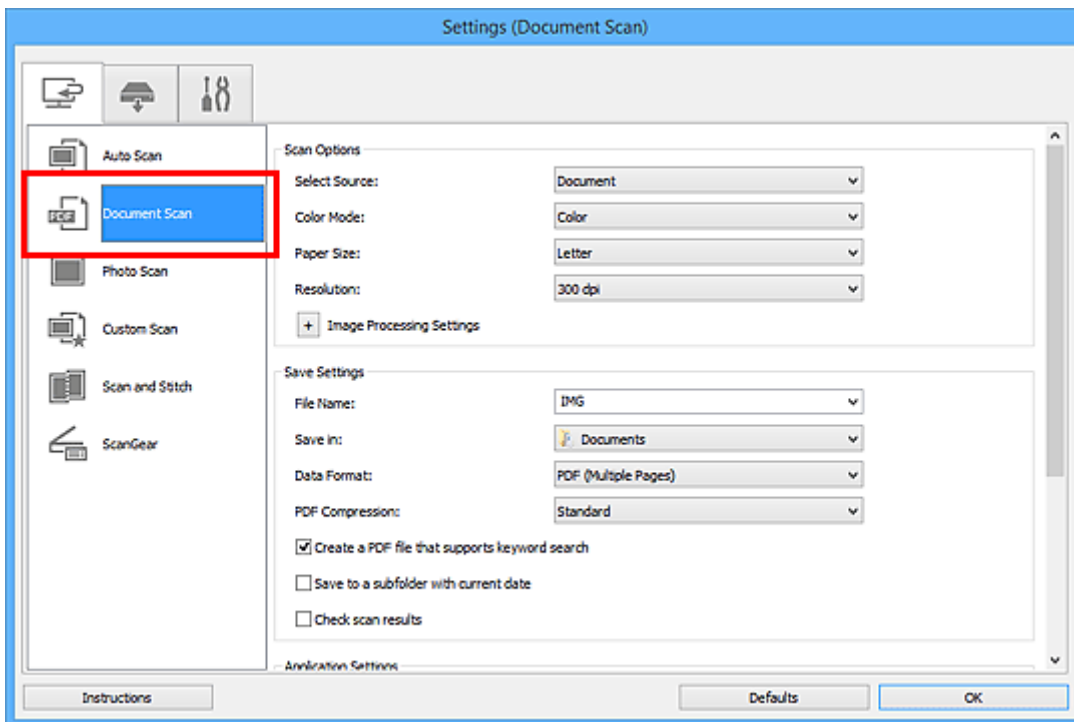 Settings (Document Scan)
Auto Scan
PDF
Document Scan
Photo Scan
Custom Scan
Scan and Stitch
ScanGear
Scan Options
Select Source: Document
Color Mode: Color
Paper Size: Letter
Resolution: 300 dpi
+ Image Processing Settings
Save Settings
File Name: IMG
Save in: Documents
Data Format: PDF (Multiple Pages)
PDF Compression: Standard
Create a PDF file that supports keyword search
Save to a subfolder with current date
Check scan results
Application Settings
Instructions Defaults OK